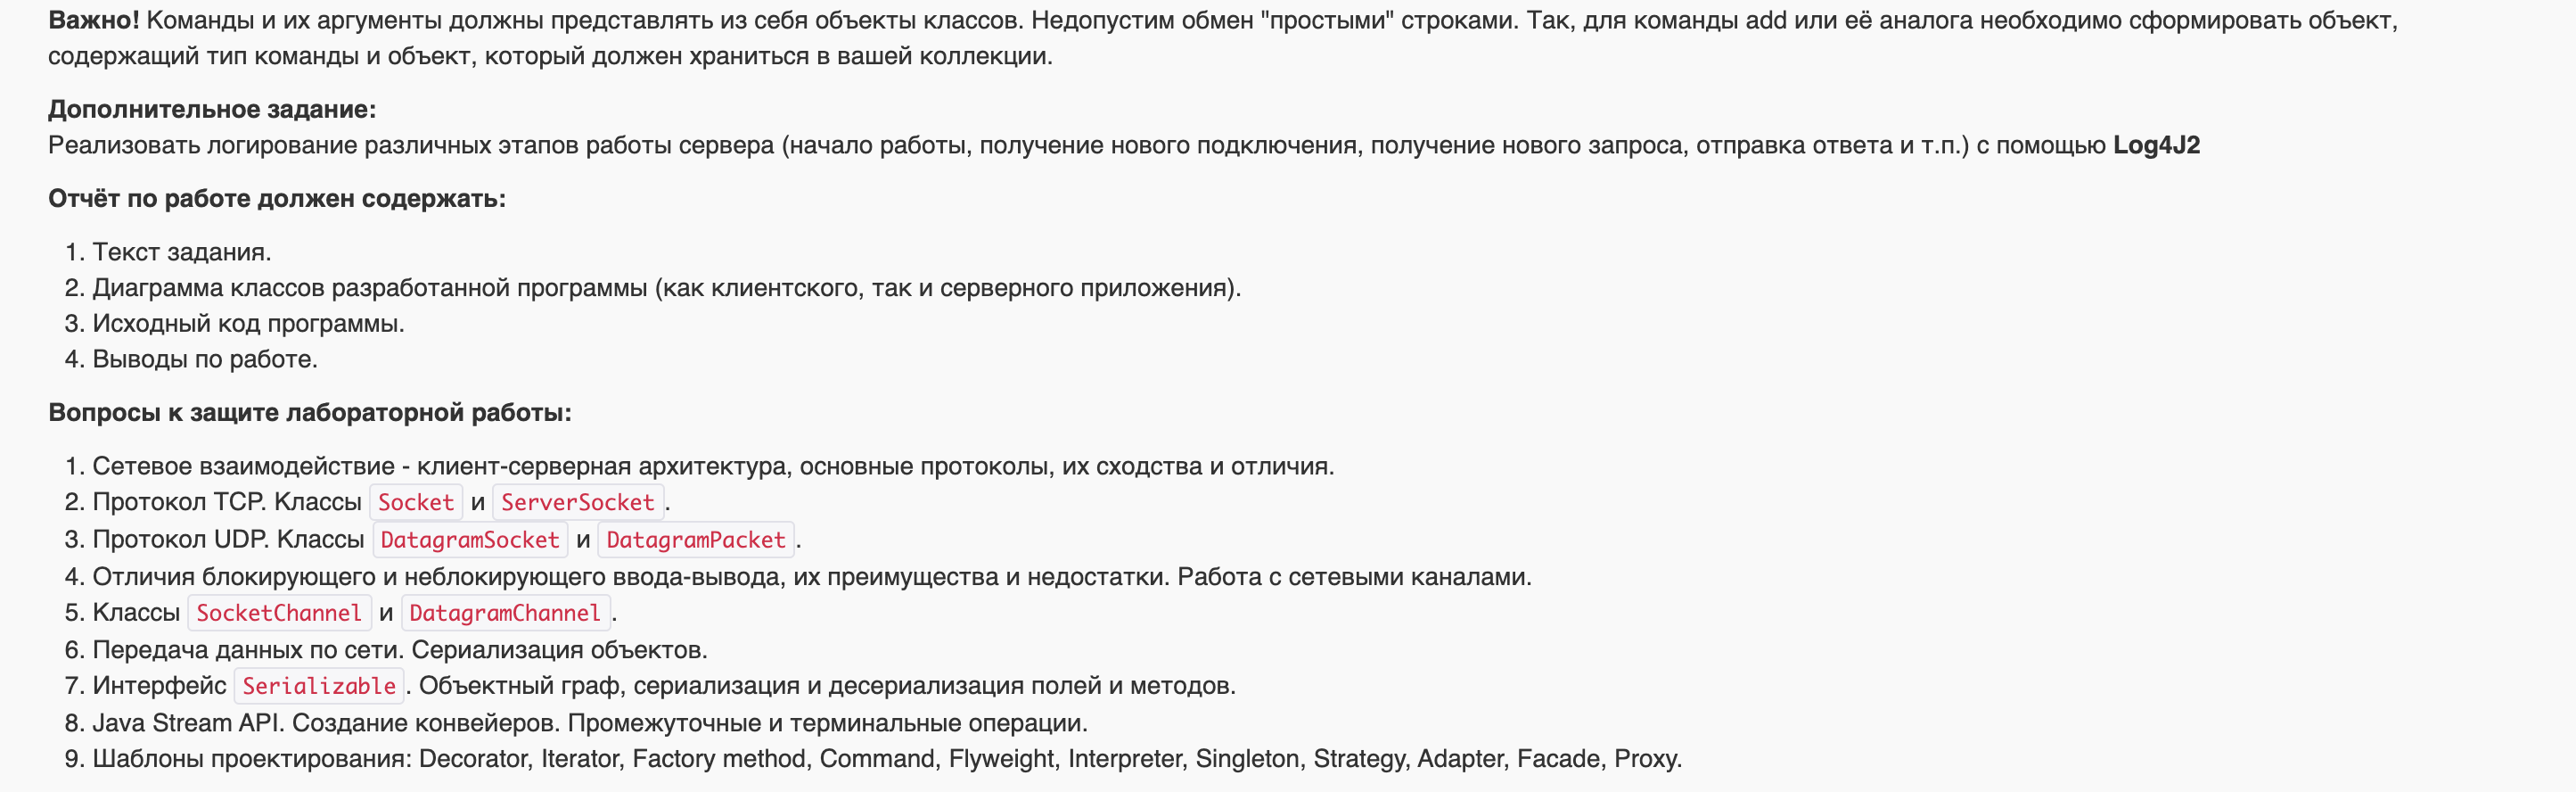 Важно! Команды и их аргументы должны представлять из себя объекты классов. Недопустим обмен "простыми" строками. Так, для команды add или её аналога необходимо сформировать объект,
содержащий тип команды и объект, который должен храниться в вашей коллекции.
Дополнительное задание:
Реализовать логирование различных этапов работы сервера (начало работы, получение нового подключения, получение нового запроса, отправка ответа и т.п.) с помощью Log4J2
Отчёт по работе должен содержать:
1. Текст задания.
2. Диаграмма классов разработанной программы (как клиентского, так и серверного приложения).
3. Исходный код программы.
4. Выводы по работе.
Вопросы к защите лабораторной работы:
1. Сетевое взаимодействие - клиент-серверная архитектура, основные протоколы, их сходства и отличия.
2. Протокол TCP. Классы Socket и ServerSocket.
3. Протокол UDP. Классы DatagramSocket и DatagramPacket.
4. Отличия блокирующего и неблокирующего ввода-вывода, их преимущества и недостатки. Работа с сетевыми каналами.
5. Классы SocketChannel и DatagramChannel.
6. Передача данных по сети. Сериализация объектов.
7. Интерфейс Serializable. Объектный граф, сериализация и десериализация полей и методов.
8. Java Stream API. Создание конвейеров. Промежуточные и терминальные операции.
9. Шаблоны проектирования: Decorator, Iterator, Factory method, Command, Flyweight, Interpreter, Singleton, Strategy, Adapter, Facade, Proxy.